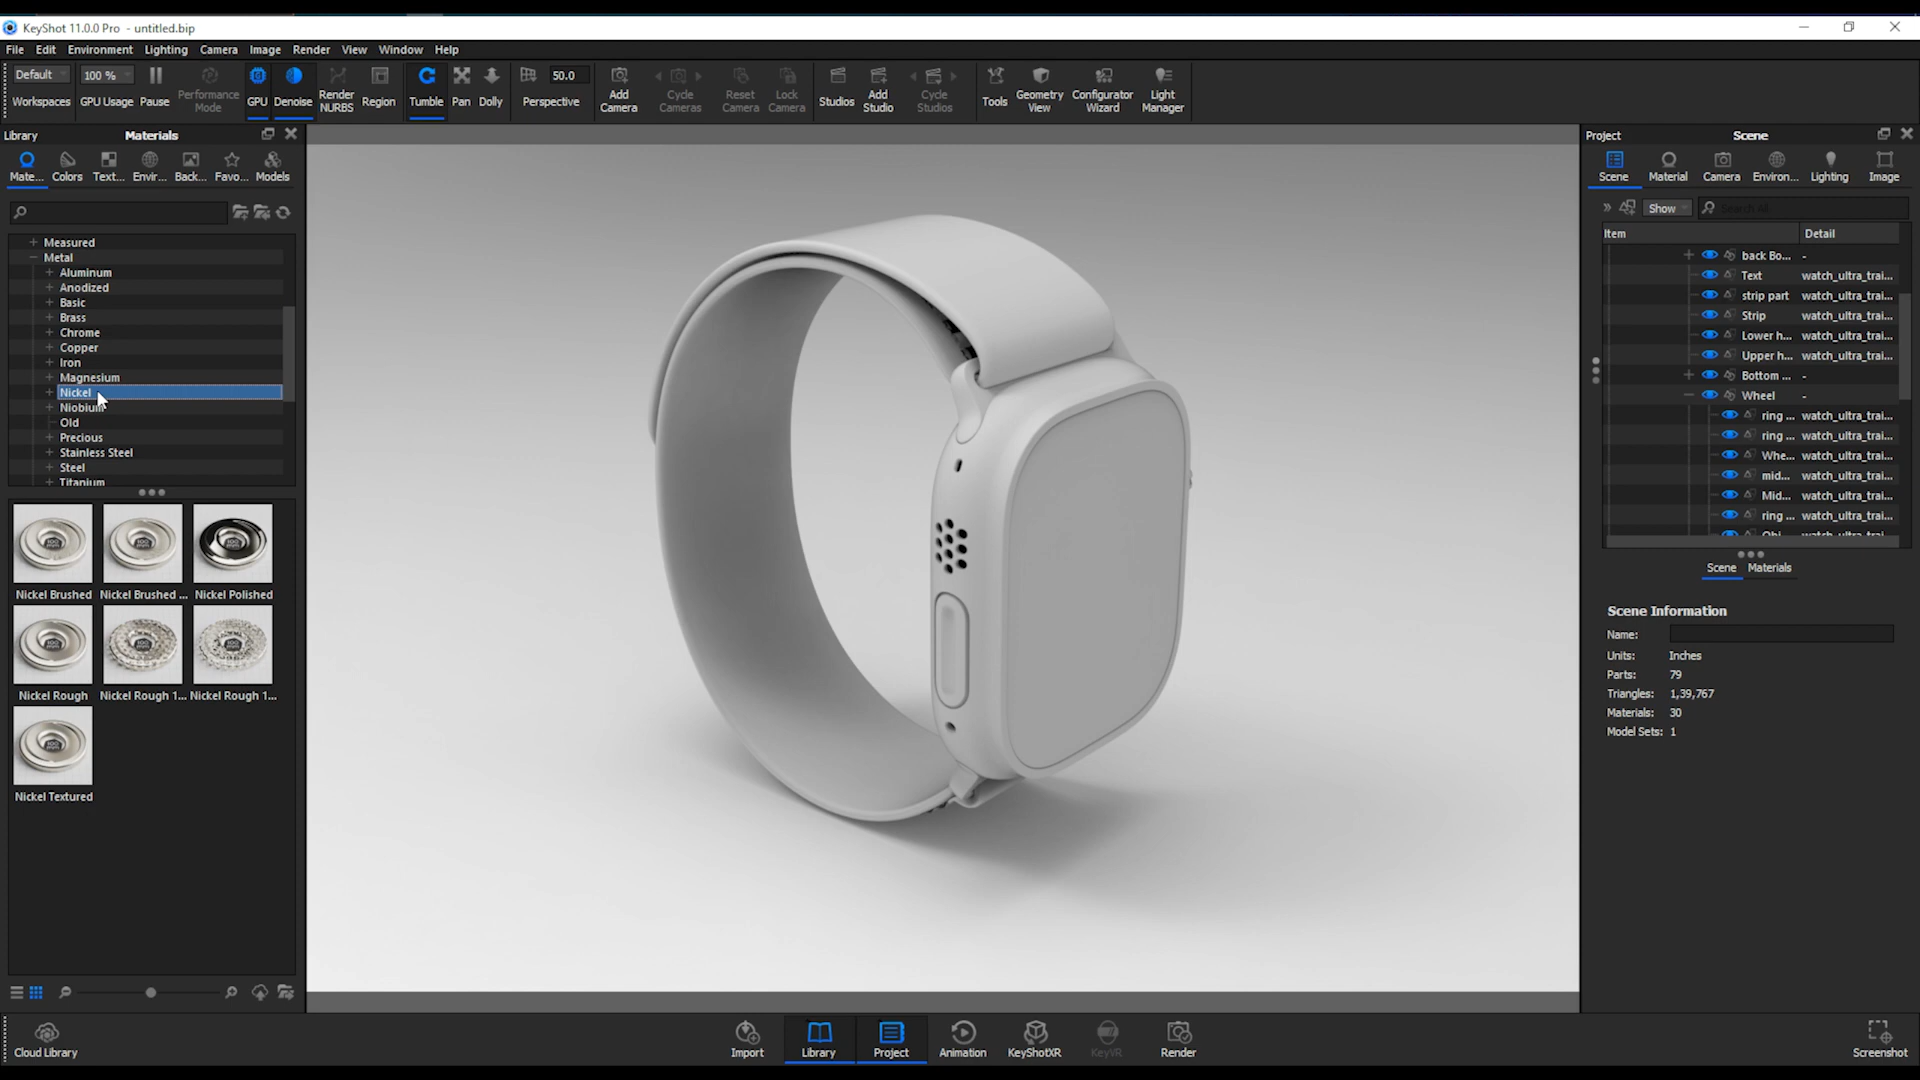 KeyShot 11.0.0 Pro - untitled.bip
File Edit Environment Lighting Camera Image Render View Window Help
Default 100 % 50.0
Workspaces GPU Usage Pause Performance Mode GPU Denoise Render NURBS Region Tumble Pan Dolly Perspective Add Camera Cycle Cameras Reset Camera Lock Camera Studios Add Studio Cycle Studios Tools Geometry View Configurator Wizard Light Manager
Library Materials
Mate... Colors Text... Envir... Back... Favo... Models
Measured
Metal
Aluminum
Anodized
Basic
Brass
Chrome
Copper
Iron
Magnesium
Nickel
Niobium
Old
Precious
Stainless Steel
Steel
Titanium
Nickel Brushed Nickel Brushed ... Nickel Polished
Nickel Rough Nickel Rough 1... Nickel Rough 1...
Nickel Textured
Project Scene
Scene Material Camera Environ... Lighting Image
» Show
Item Detail
back Bo... -
Text watch_ultra_trai...
strip part watch_ultra_trai...
Strip watch_ultra_trai...
Lower h... watch_ultra_trai...
Upper h... watch_ultra_trai...
Bottom ... -
Wheel -
ring ... watch_ultra_trai...
ring ... watch_ultra_trai...
Whe... watch_ultra_trai...
mid... watch_ultra_trai...
Mid... watch_ultra_trai...
ring ... watch_ultra_trai...
Scene Materials
Scene Information
Name:
Units: Inches
Parts: 79
Triangles: 1,39,767
Materials: 30
Model Sets: 1
Cloud Library Import Library Project Animation KeyShotXR KeyVR Render Screenshot